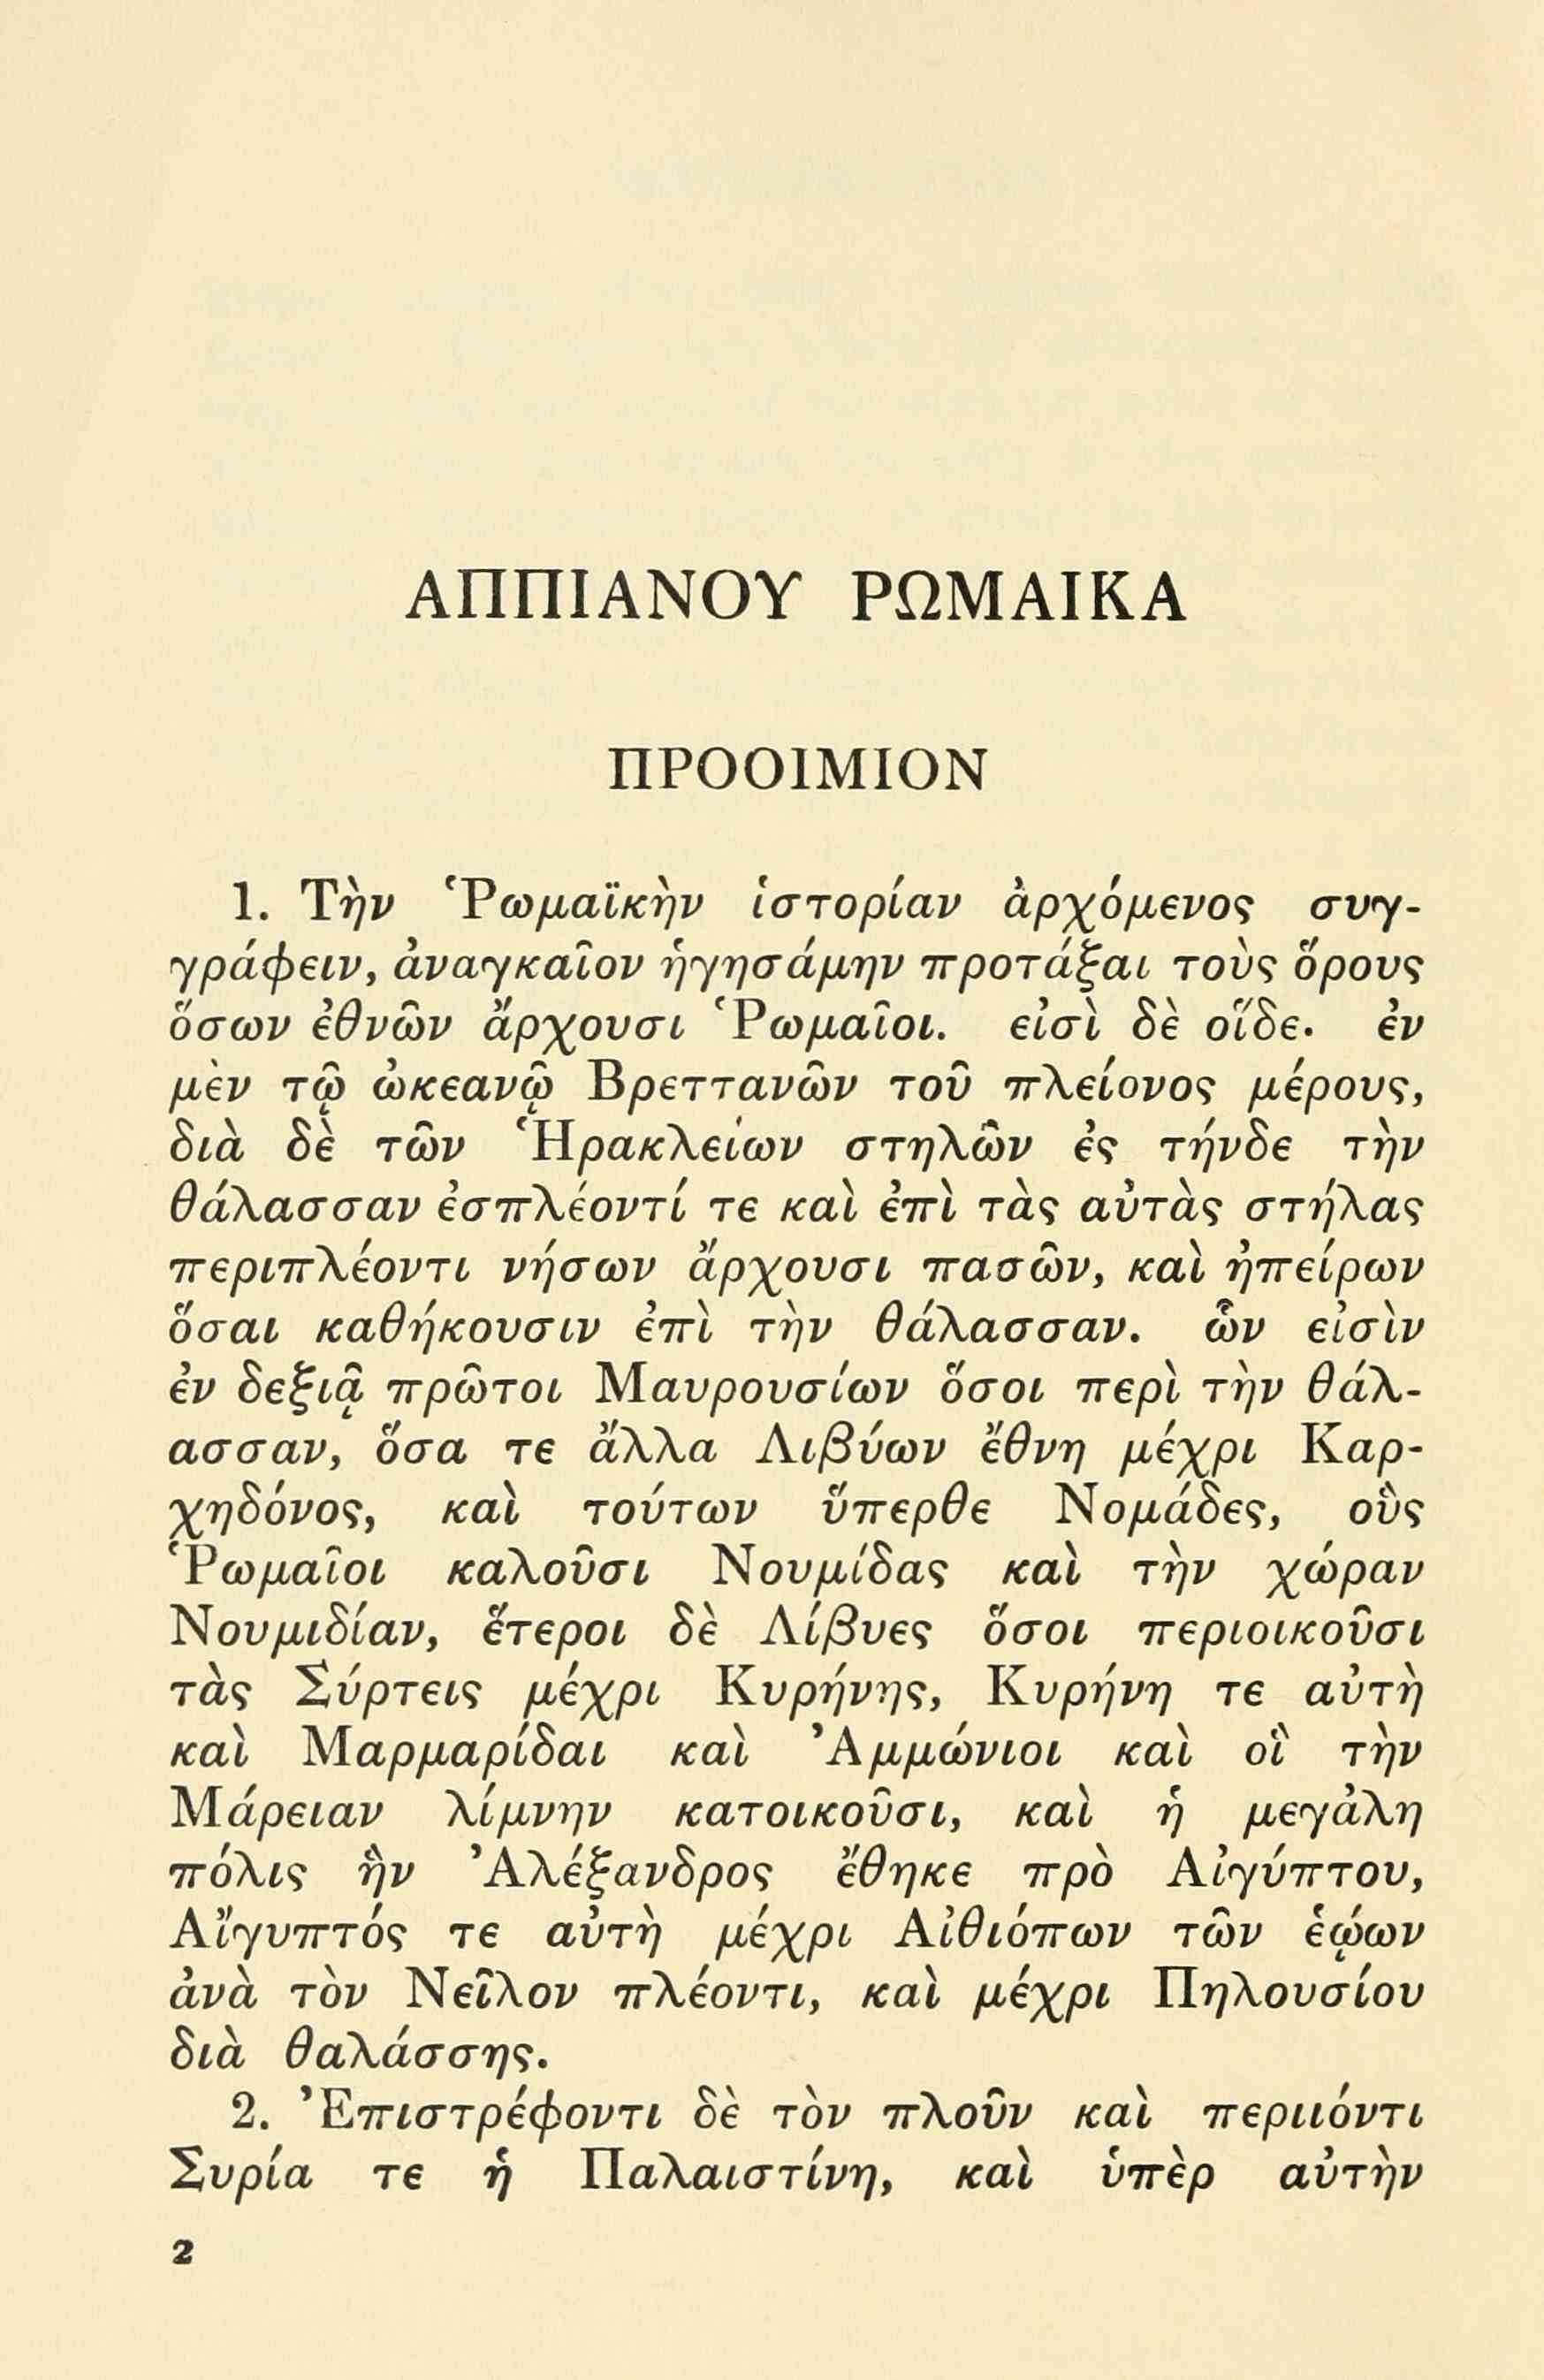 ΑΠΠΙΑΝΟΥ ΡΩΜΑΙΚΑ
ΠΡΟΟΙΜΙΟΝ
1. Τὴν Ῥωμαϊκὴν ἱστορίαν ἀρχόμενος συγ-
γράφειν, ἀναγκαῖον ἡγησάμην προτάξαι τοὺς ὅρους
ὅσων ἐθνῶν ἄρχουσι Ῥωμαῖοι. εἰσὶ δὲ οἵδε· ἐν
μὲν τῷ ὠκεανῷ Βρεττανῶν τοῦ πλείονος μέρους,
διὰ δὲ τῶν Ἡρακλείων στηλῶν ἐς τήνδε τὴν
θάλασσαν ἐσπλέοντί τε καὶ ἐπὶ τὰς αὐτὰς στήλας
περιπλέοντι νήσων ἄρχουσι πασῶν, καὶ ἠπείρων
ὅσαι καθήκουσιν ἐπὶ τὴν θάλασσαν. ὧν εἰσὶν
ἐν δεξιᾷ πρῶτοι Μαυρουσίων ὅσοι περὶ τὴν θάλ-
ασσαν, ὅσα τε ἄλλα Λιβύων ἔθνη μέχρι Καρ-
χηδόνος, καὶ τούτων ὕπερθε Νομάδες, οὓς
Ῥωμαῖοι καλοῦσι Νουμίδας καὶ τὴν χώραν
Νουμιδίαν, ἕτεροι δὲ Λίβυες ὅσοι περιοικοῦσι
τὰς Σύρτεις μέχρι Κυρήνης, Κυρήνη τε αὐτὴ
καὶ Μαρμαρίδαι καὶ Ἀμμώνιοι καὶ οἳ τὴν
Μάρειαν λίμνην κατοικοῦσι, καὶ ἡ μεγάλη
πόλις ἣν Ἀλέξανδρος ἔθηκε πρὸ Αἰγύπτου,
Αἴγυπτός τε αὐτὴ μέχρι Αἰθιόπων τῶν ἑῴων
ἀνὰ τὸν Νεῖλον πλέοντι, καὶ μέχρι Πηλουσίου
διὰ θαλάσσης.
2. Ἐπιστρέφοντι δὲ τὸν πλοῦν καὶ περιιόντι
Συρία τε ἡ Παλαιστίνη, καὶ ὑπὲρ αὐτὴν
2